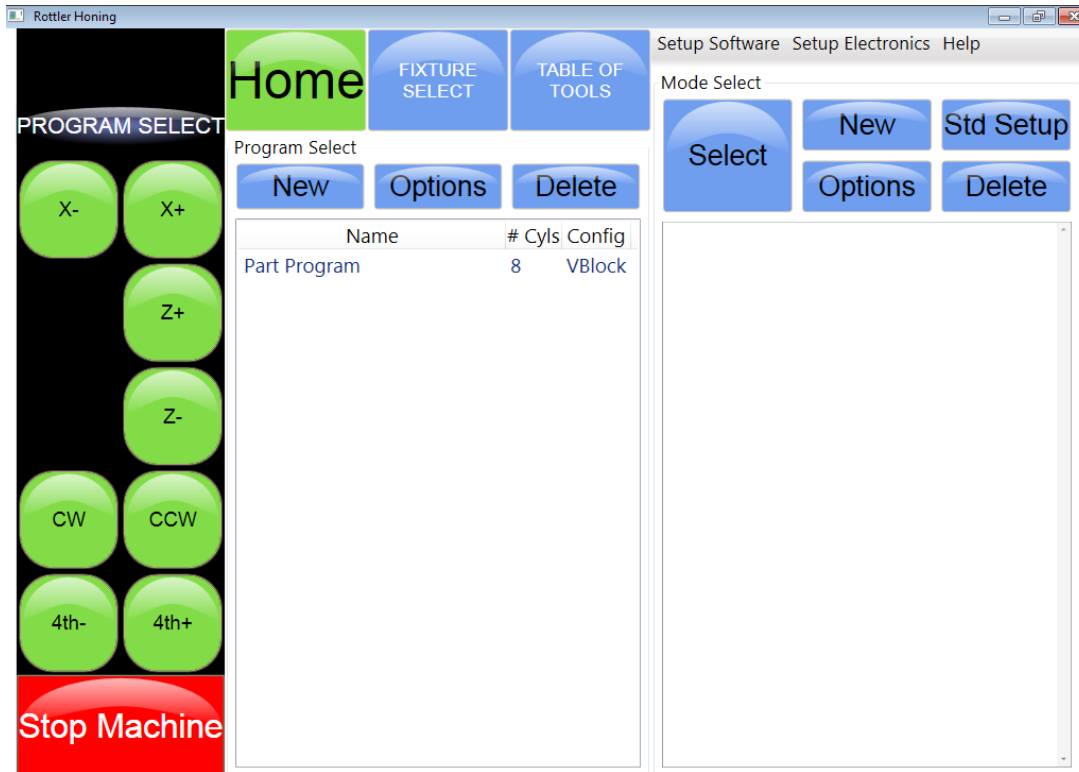 Rottler Honing
PROGRAM SELECT
X-
X+
Z+
Z-
CW
CCW
4th-
4th+
Stop Machine
Home
FIXTURE
SELECT
TABLE OF
TOOLS
Program Select
New
Options
Delete
Name # Cyls Config
Part Program 8 VBlock
Setup Software Setup Electronics Help
Mode Select
Select
New
Std Setup
Options
Delete